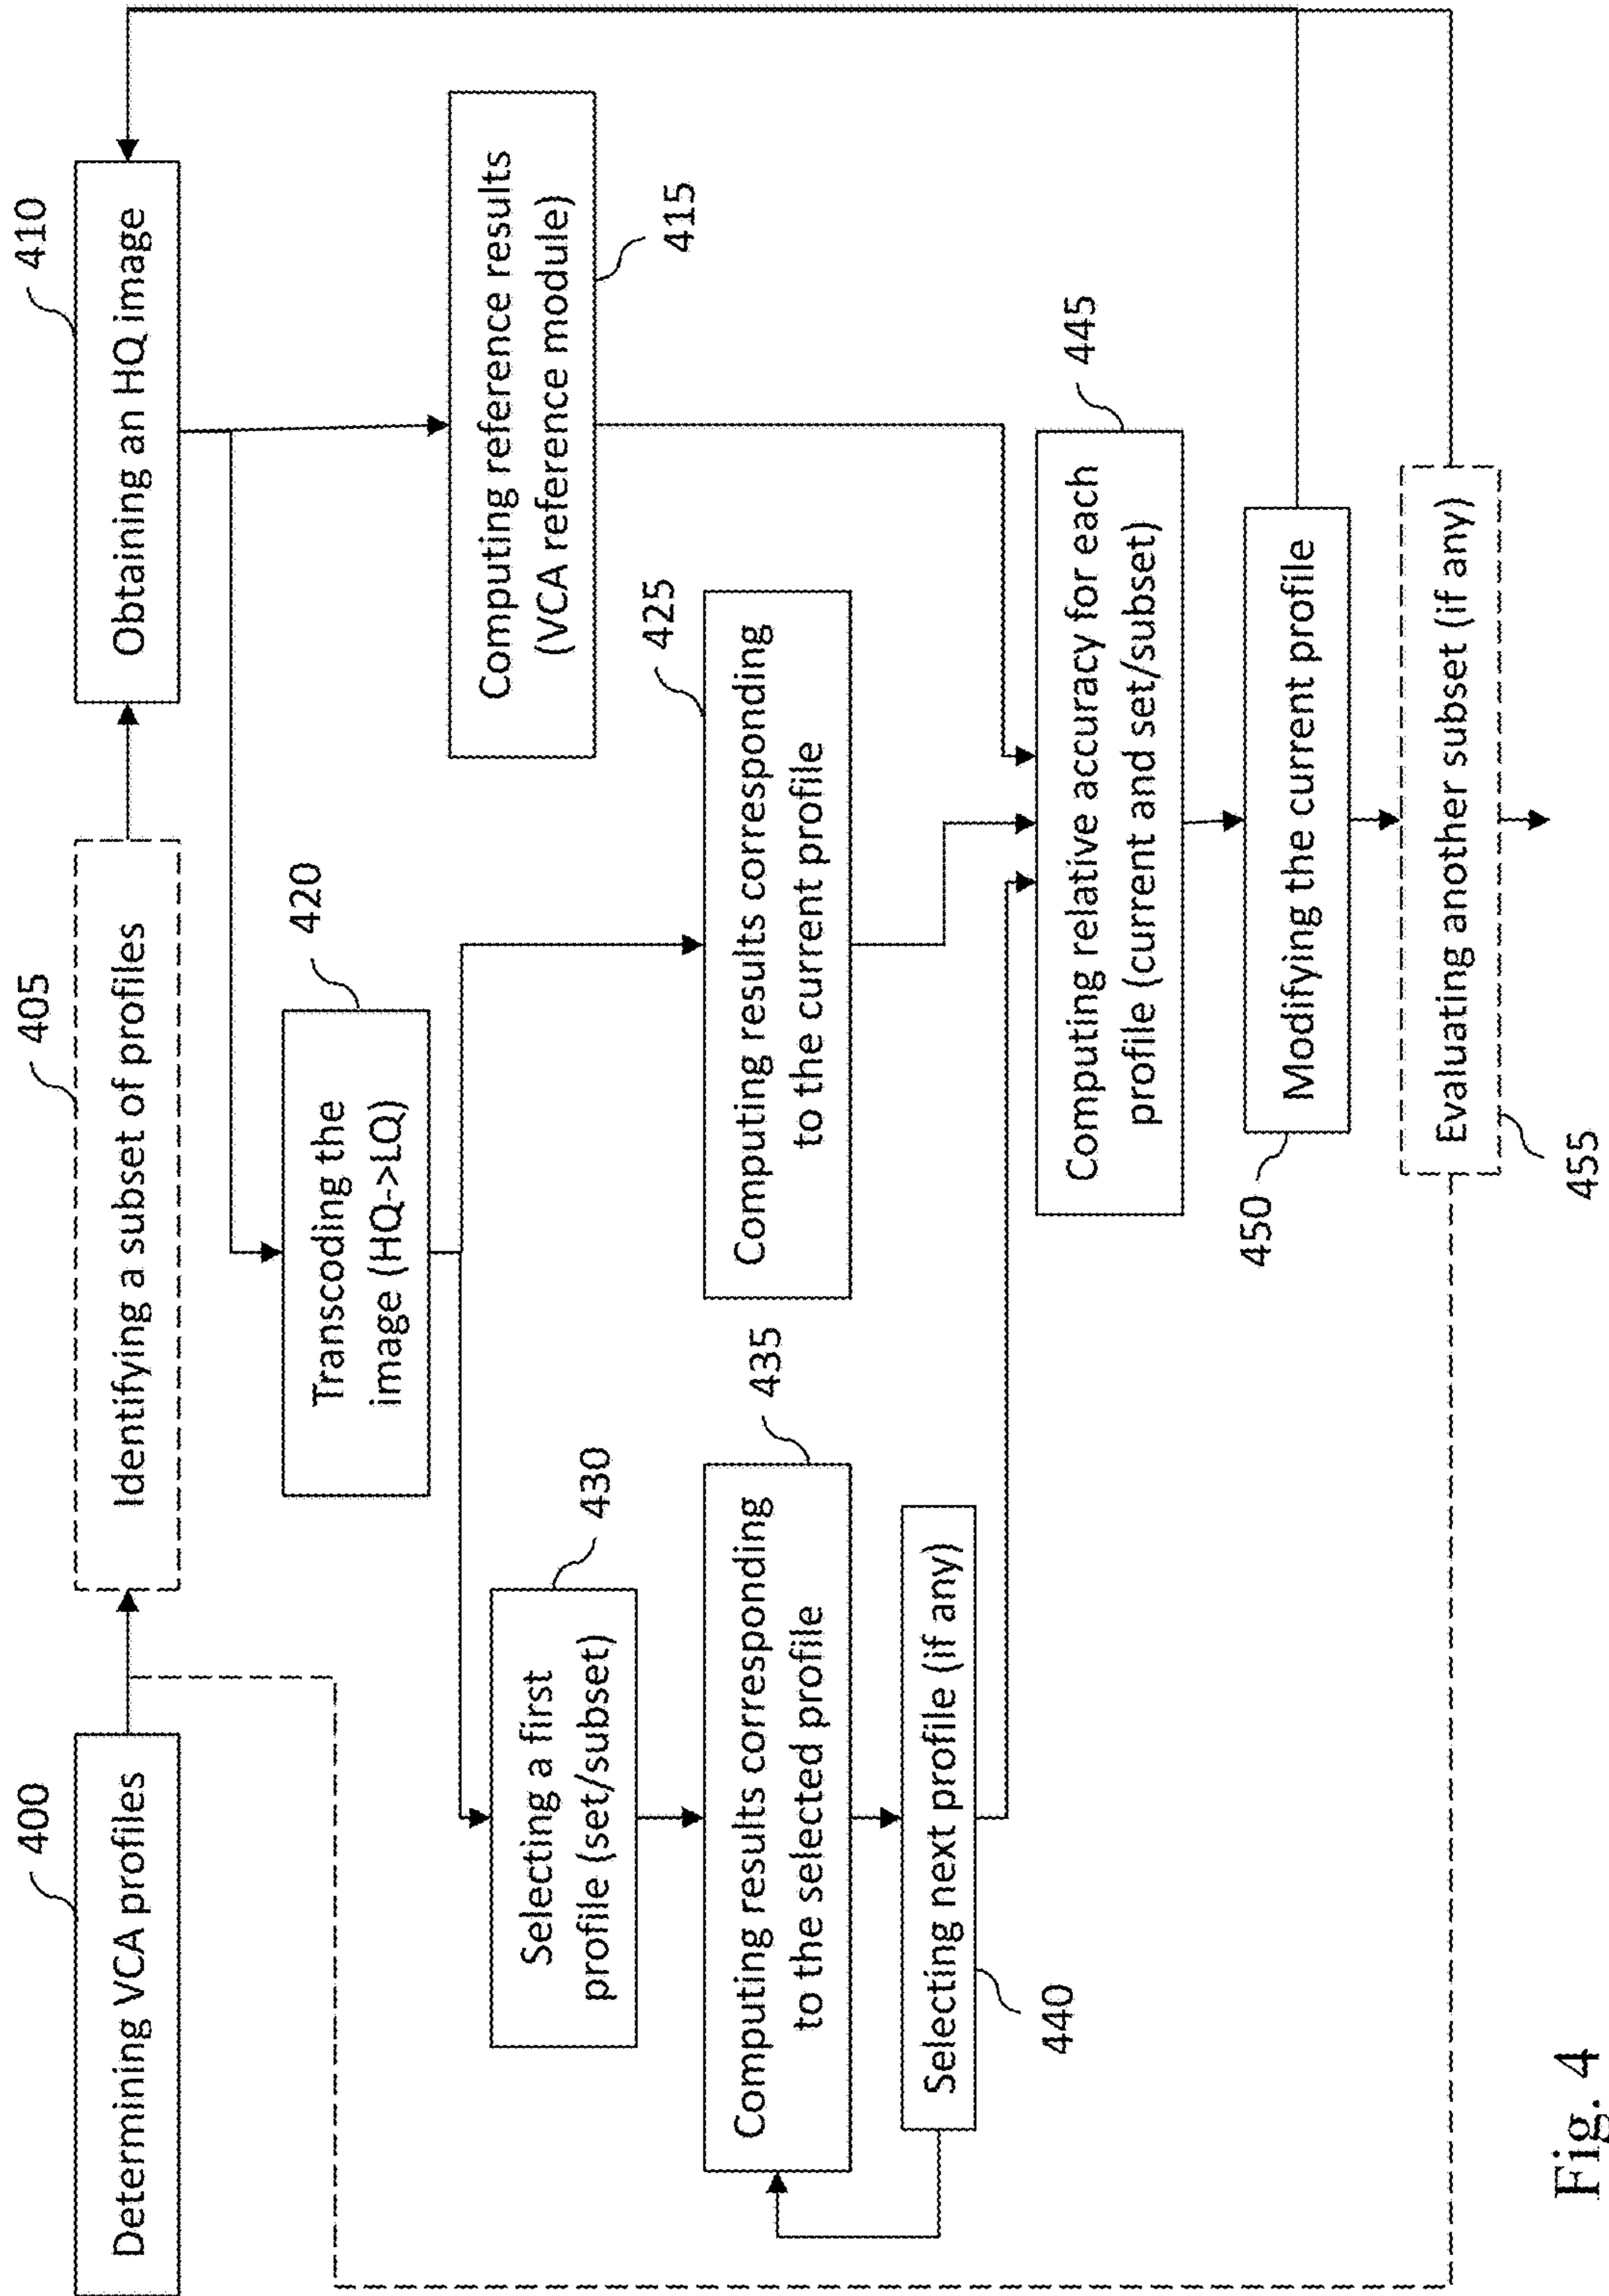 400
Determining VCA profiles
405
Identifying a subset of profiles
410
Obtaining an HQ image
420
Transcoding the
image (HQ->LQ)
Computing reference results
(VCA reference module)
415
430
Selecting a first
profile (set/subset)
435
Computing results corresponding
to the selected profile
425
Computing results corresponding
to the current profile
Selecting next profile (if any)
440
445
Computing relative accuracy for each
profile (current and set/subset)
450
Modifying the current profile
Evaluating another subset (if any)
455
Fig. 4